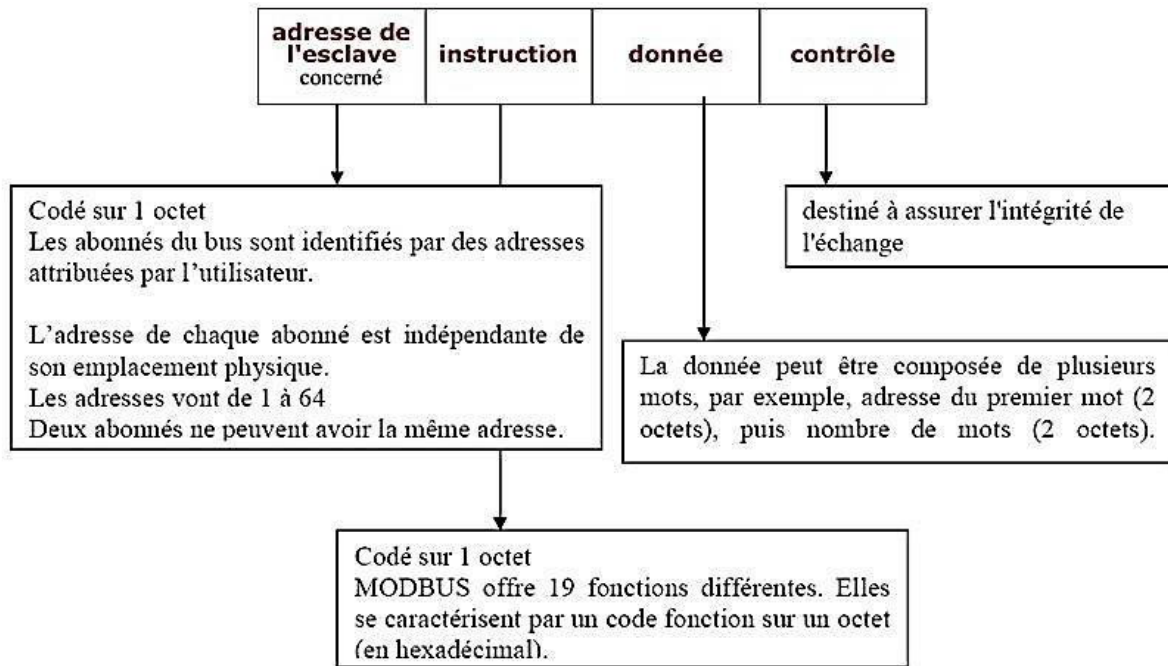 adresse de
l'esclave
concerné
instruction
donnée
contrôle
Codé sur 1 octet
Les abonnés du bus sont identifiés par des adresses
attribuées par l’utilisateur.
L’adresse de chaque abonné est indépendante de
son emplacement physique.
Les adresses vont de 1 à 64
Deux abonnés ne peuvent avoir la même adresse.
destiné à assurer l'intégrité de
l'échange
La donnée peut être composée de plusieurs
mots, par exemple, adresse du premier mot (2
octets), puis nombre de mots (2 octets).
Codé sur 1 octet
MODBUS offre 19 fonctions différentes. Elles
se caractérisent par un code fonction sur un octet
(en hexadécimal).